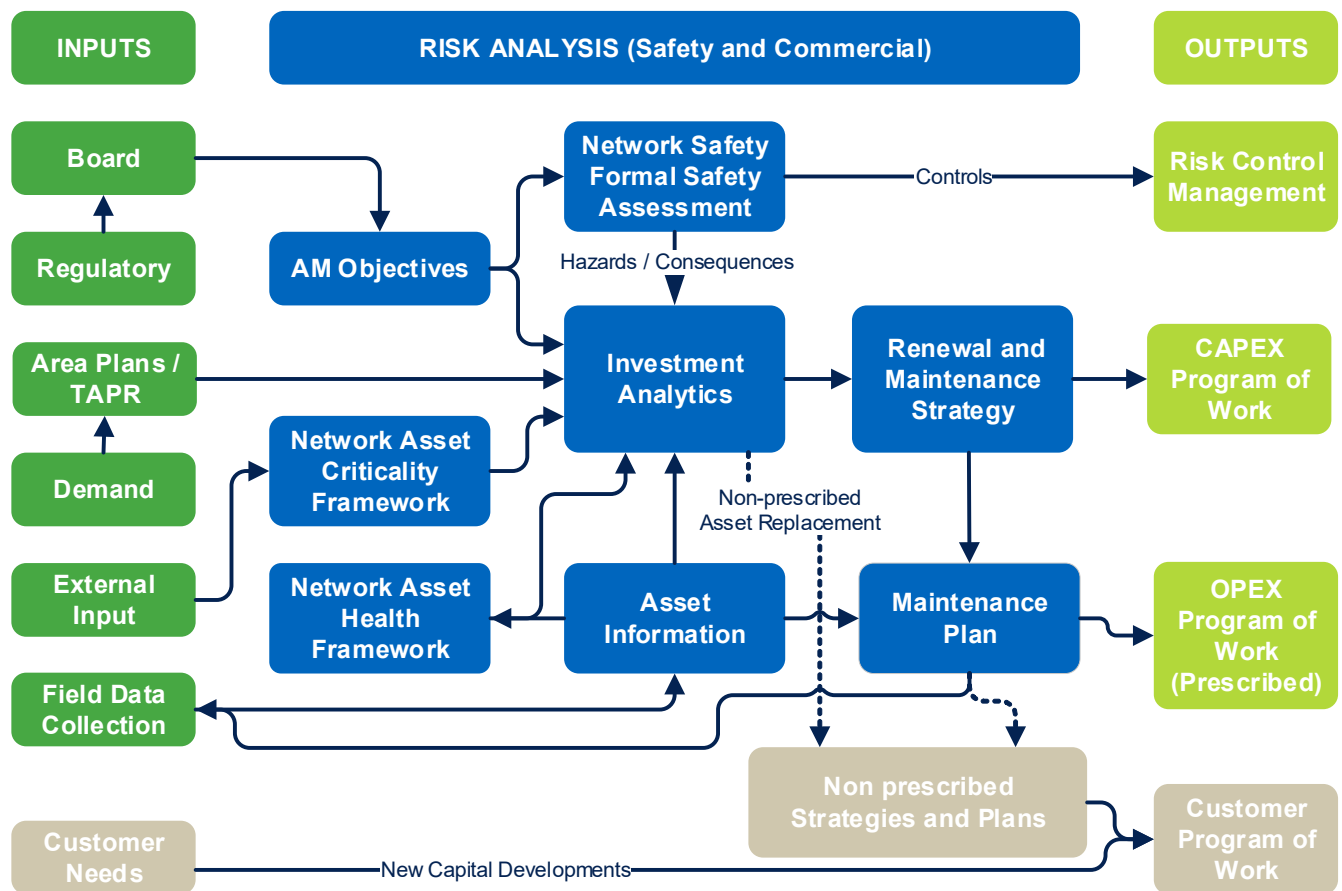 INPUTS
RISK ANALYSIS (Safety and Commercial)
OUTPUTS
Board
Network Safety
Formal Safety
Assessment
Controls
Risk Control
Management
Regulatory
AM Objectives
Hazards / Consequences
Area Plans /
TAPR
Investment
Analytics
Renewal and
Maintenance
Strategy
CAPEX
Program of
Work
Demand
Network Asset
Criticality
Framework
Non-prescribed
Asset Replacement
External
Input
Network Asset
Health
Framework
Asset
Information
Maintenance
Plan
OPEX
Program of
Work
(Prescribed)
Field Data
Collection
Non prescribed
Strategies and Plans
Customer
Needs
New Capital Developments
Customer
Program of
Work